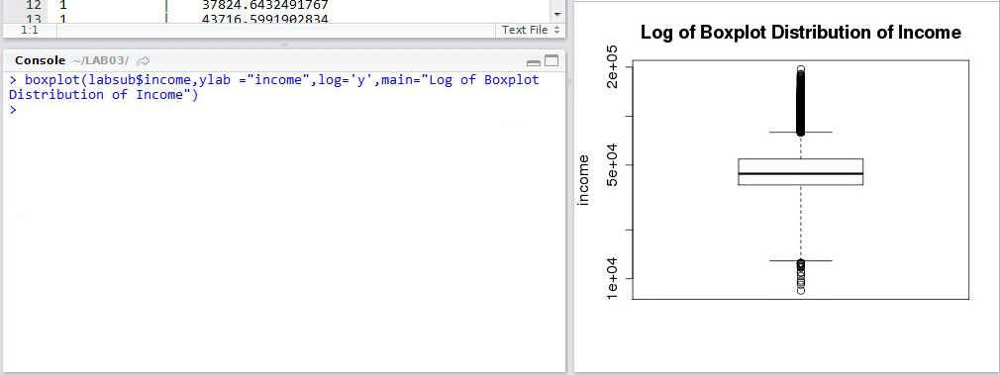 12 1 | 37824.6432491767
13 1 | 43716.5991902834
1:1 Text File
Console ~/LAB03/
> boxplot(labsub$income,ylab ="income",log='y',main="Log of Boxplot
Distribution of Income")
>
Log of Boxplot Distribution of Income
2e+05
5e+04
1e+04
income